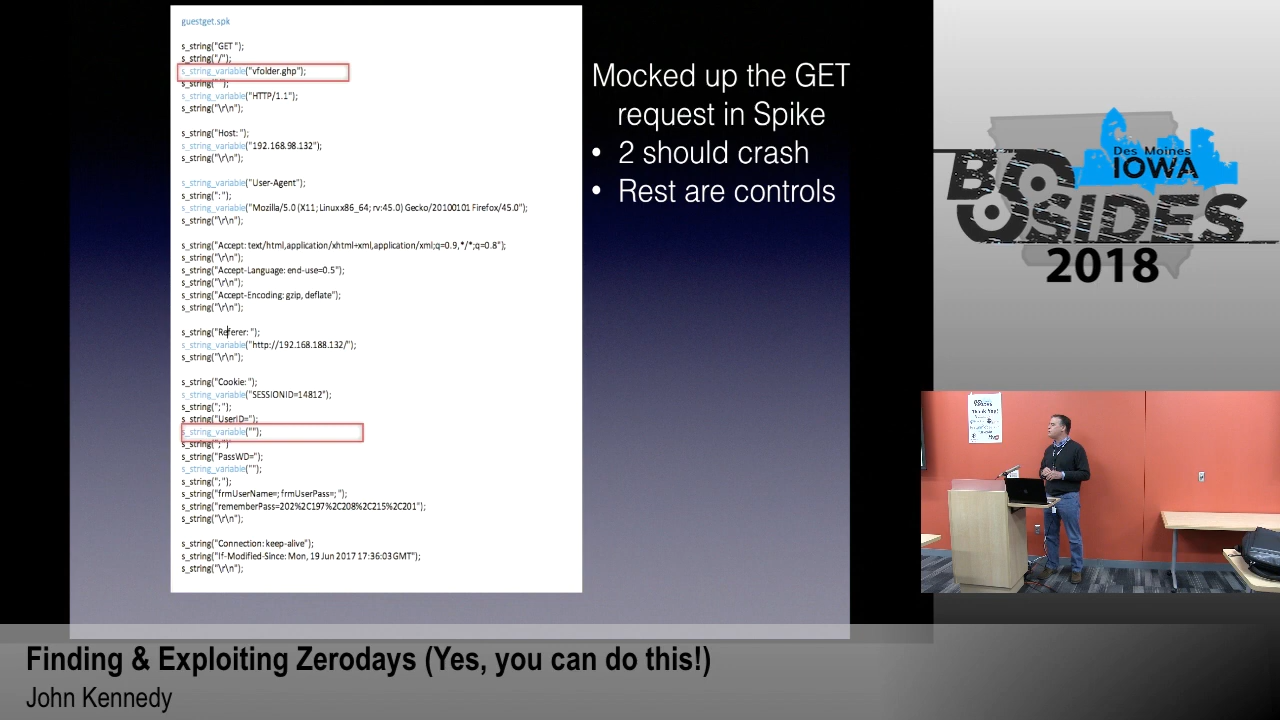 guestget.spk
s_string("GET ");
s_string("/");
s_string_variable("vfolder.ghp");
s_string(" ");
s_string_variable("HTTP/1.1");
s_string("\r\n");
s_string("Host: ");
s_string_variable("192.168.98.132");
s_string("\r\n");
s_string_variable("User-Agent");
s_string(":");
s_string_variable("Mozilla/5.0 (X11; Linux x86_64; rv:45.0) Gecko/20100101 Firefox/45.0");
s_string("\r\n");
s_string("Accept: text/html,application/xhtml+xml,application/xml;q=0.9,*/*;q=0.8");
s_string("\r\n");
s_string("Accept-Language: end-use=0.5");
s_string("\r\n");
s_string("Accept-Encoding: gzip, deflate");
s_string("\r\n");
s_string("Referer: ");
s_string_variable("http://192.168.188.132/");
s_string("\r\n");
s_string("Cookie: ");
s_string_variable("SESSIONID=14812");
s_string("; ");
s_string("UserID=");
s_string_variable("");
s_string("; ")
s_string("PassWD=");
s_string_variable("");
s_string("; ");
s_string("frmUserName=; frmUserPass=; ");
s_string("rememberPass=202%2C197%2C208%2C215%2C201");
s_string("\r\n");
s_string("Connection: keep-alive");
s_string("If-Modified-Since: Mon, 19 Jun 2017 17:36:03 GMT");
s_string("\r\n");
Mocked up the GET
request in Spike
• 2 should crash
• Rest are controls
Des Moines
IOWA
BSIDES
2018
Finding & Exploiting Zerodays (Yes, you can do this!)
John Kennedy